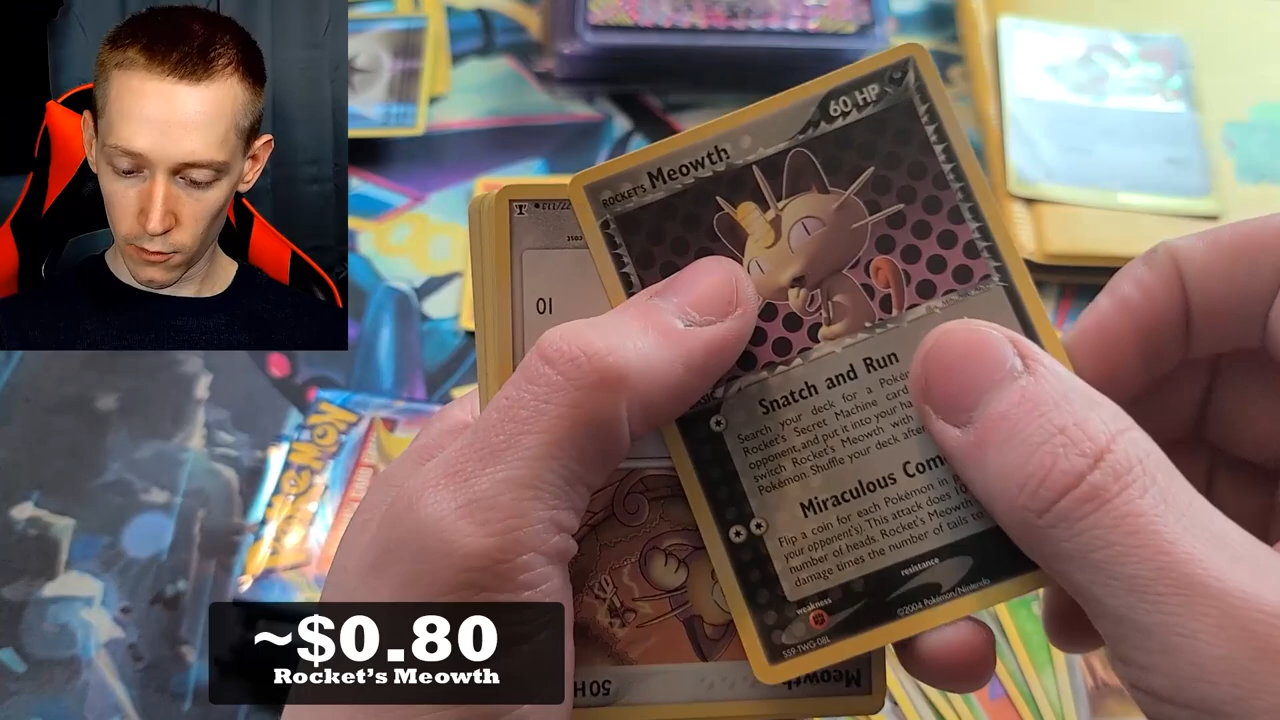 60 HP
ROCKET'S Meowth
Snatch and Run
Search your deck for a
Rocket's Secret Machine card
opponent, and put it into your
switch Rocket's Meowth with
Pokémon. Shuffle your deck after
Miraculous
Flip a coin for each Pokémon in
your opponent's). This attack does
number of heads. Rocket's Meowth
damage times the number of tails to
weakness
resistance
©2004 Pokémon/Nintendo
10
cost
POKéMON
50 H
Meowth
~$0.80
Rocket's Meowth